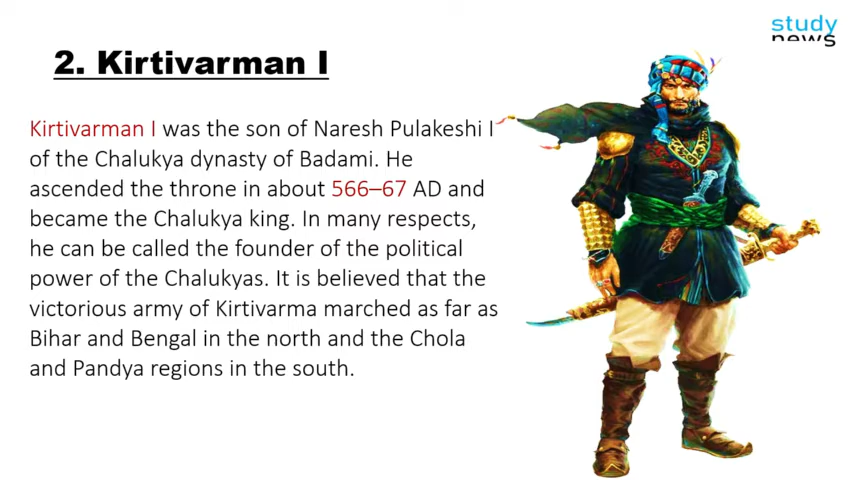 study
news
2. Kirtivarman I
Kirtivarman I was the son of Naresh Pulakeshi I
of the Chalukya dynasty of Badami. He
ascended the throne in about 566–67 AD and
became the Chalukya king. In many respects,
he can be called the founder of the political
power of the Chalukyas. It is believed that the
victorious army of Kirtivarma marched as far as
Bihar and Bengal in the north and the Chola
and Pandya regions in the south.